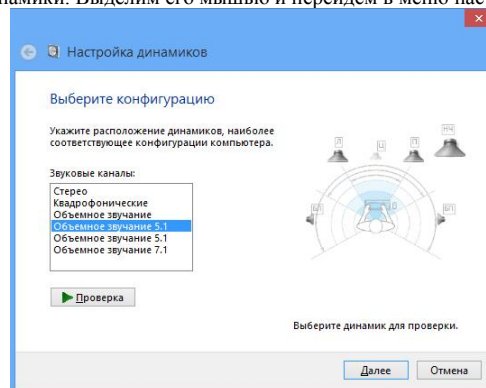 намики. Выделим его мышью и перейдем в меню нас
Настройка динамиков
Выберите конфигурацию
Укажите расположение динамиков, наиболее
соответствующее конфигурации компьютера.
Звуковые каналы:
Стерео
Квадрофонические
Объемное звучание
Объемное звучание 5.1
Объемное звучание 5.1
Объемное звучание 7.1
Проверка
Л
Ц
П
НЧ
Выберите динамик для проверки.
Далее
Отмена